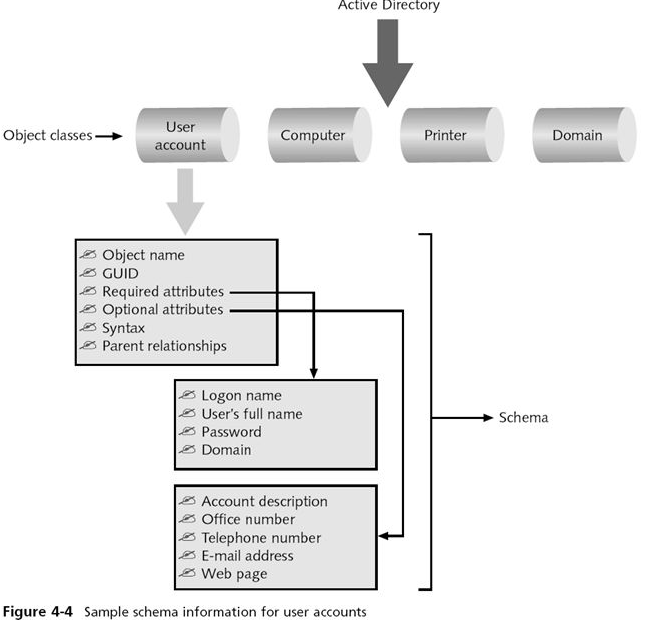 Active Directory
Object classes
User
account
Computer
Printer
Domain
Object name
GUID
Required attributes
Optional attributes
Syntax
Parent relationships
Logon name
User's full name
Password
Domain
Schema
Account description
Office number
Telephone number
E-mail address
Web page
Figure 4-4 Sample schema information for user accounts